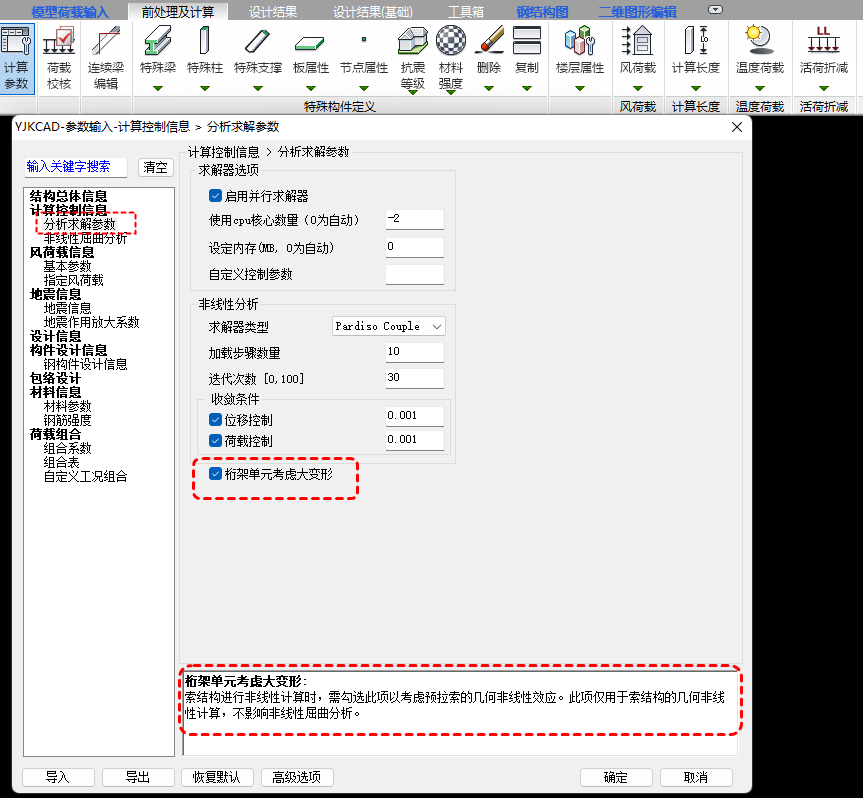 模型荷载输入 前处理及计算 设计结果 设计结果(基础) 工具箱 钢结构图 二维图形编辑
计算参数 荷载校核 连续梁编辑 特殊梁 特殊柱 特殊支撑 板属性 节点属性 抗震等级 材料强度 删除 复制 楼层属性 风荷载 计算长度 温度荷载 活荷折减
特殊构件定义 风荷载 计算长度 温度荷载 活荷折减
YJKCAD-参数输入-计算控制信息 > 分析求解参数
输入关键字搜索 清空
结构总体信息
计算控制信息
分析求解参数
非线性屈曲分析
风荷载信息
基本参数
指定风荷载
地震信息
地震信息
地震作用放大系数
设计信息
构件设计信息
钢构件设计信息
包络设计
材料信息
材料参数
钢筋强度
荷载组合
组合系数
组合表
自定义工况组合
计算控制信息 > 分析求解参数
求解器选项
启用并行求解器
使用cpu核心数量（0为自动） -2
设定内存(MB, 0为自动) 0
自定义控制参数
非线性分析
求解器类型 Pardiso Couple
加载步骤数量 10
迭代次数 [0,100] 30
收敛条件
位移控制 0.001
荷载控制 0.001
桁架单元考虑大变形
桁架单元考虑大变形:
索结构进行非线性计算时，需勾选此项以考虑预拉索的几何非线性效应。此项仅用于索结构的几何非线
性计算，不影响非线性屈曲分析。
导入 导出 恢复默认 高级选项 确定 取消